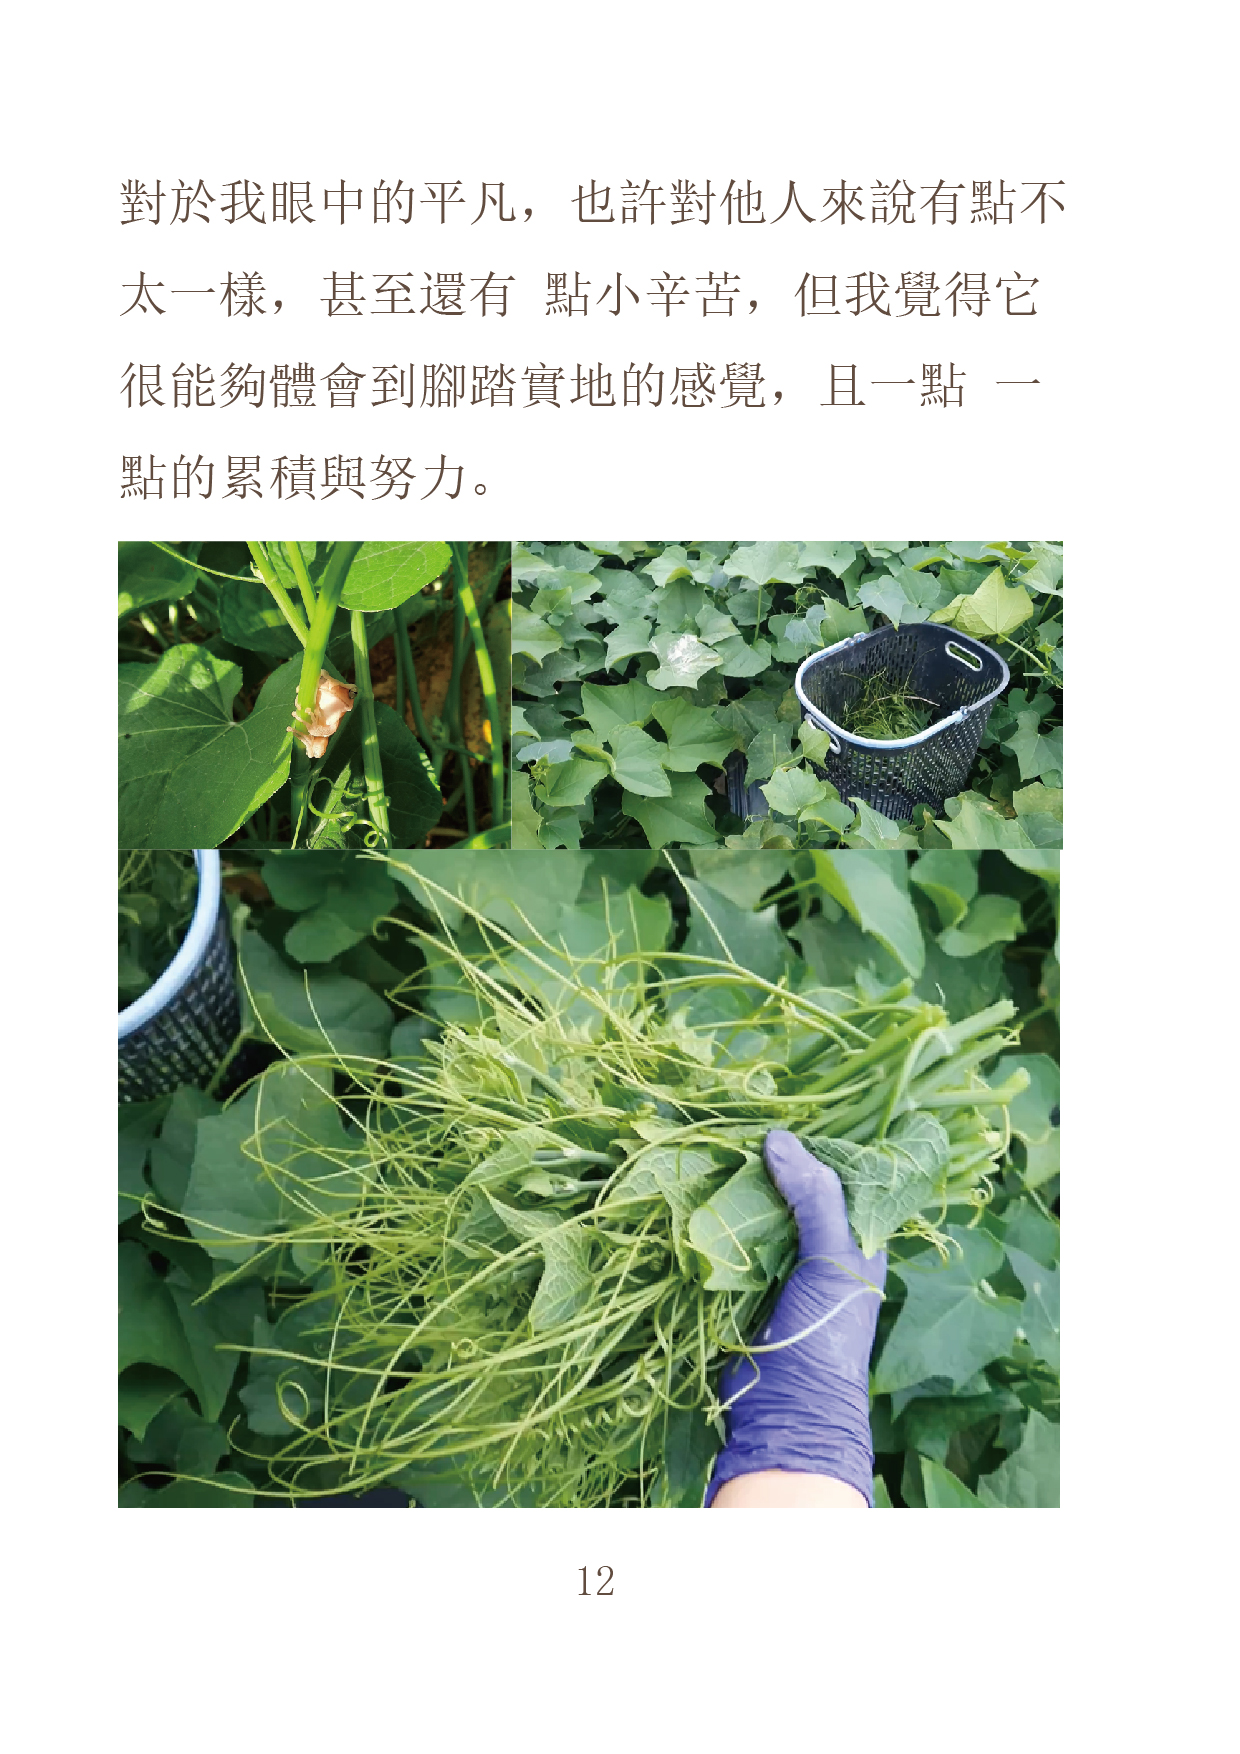 對於我眼中的平凡，也許對他人來說有點不
太一樣，甚至還有 點小辛苦，但我覺得它
很能夠體會到腳踏實地的感覺，且一點 一
點的累積與努力。
12